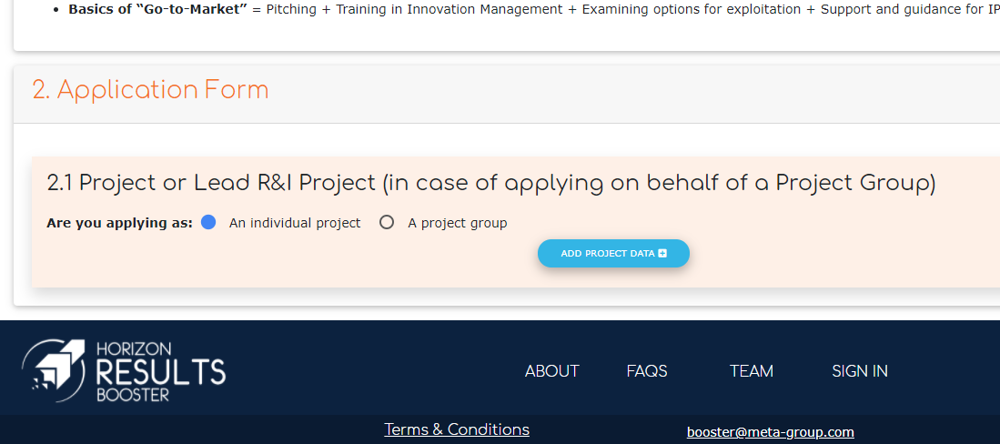 • Basics of “Go-to-Market” = Pitching + Training in Innovation Management + Examining options for exploitation + Support and guidance for IP
2. Application Form
2.1 Project or Lead R&I Project (in case of applying on behalf of a Project Group)
Are you applying as: An individual project A project group
ADD PROJECT DATA
HORIZON
RESULTS
BOOSTER
ABOUT FAQS TEAM SIGN IN
Terms & Conditions booster@meta-group.com